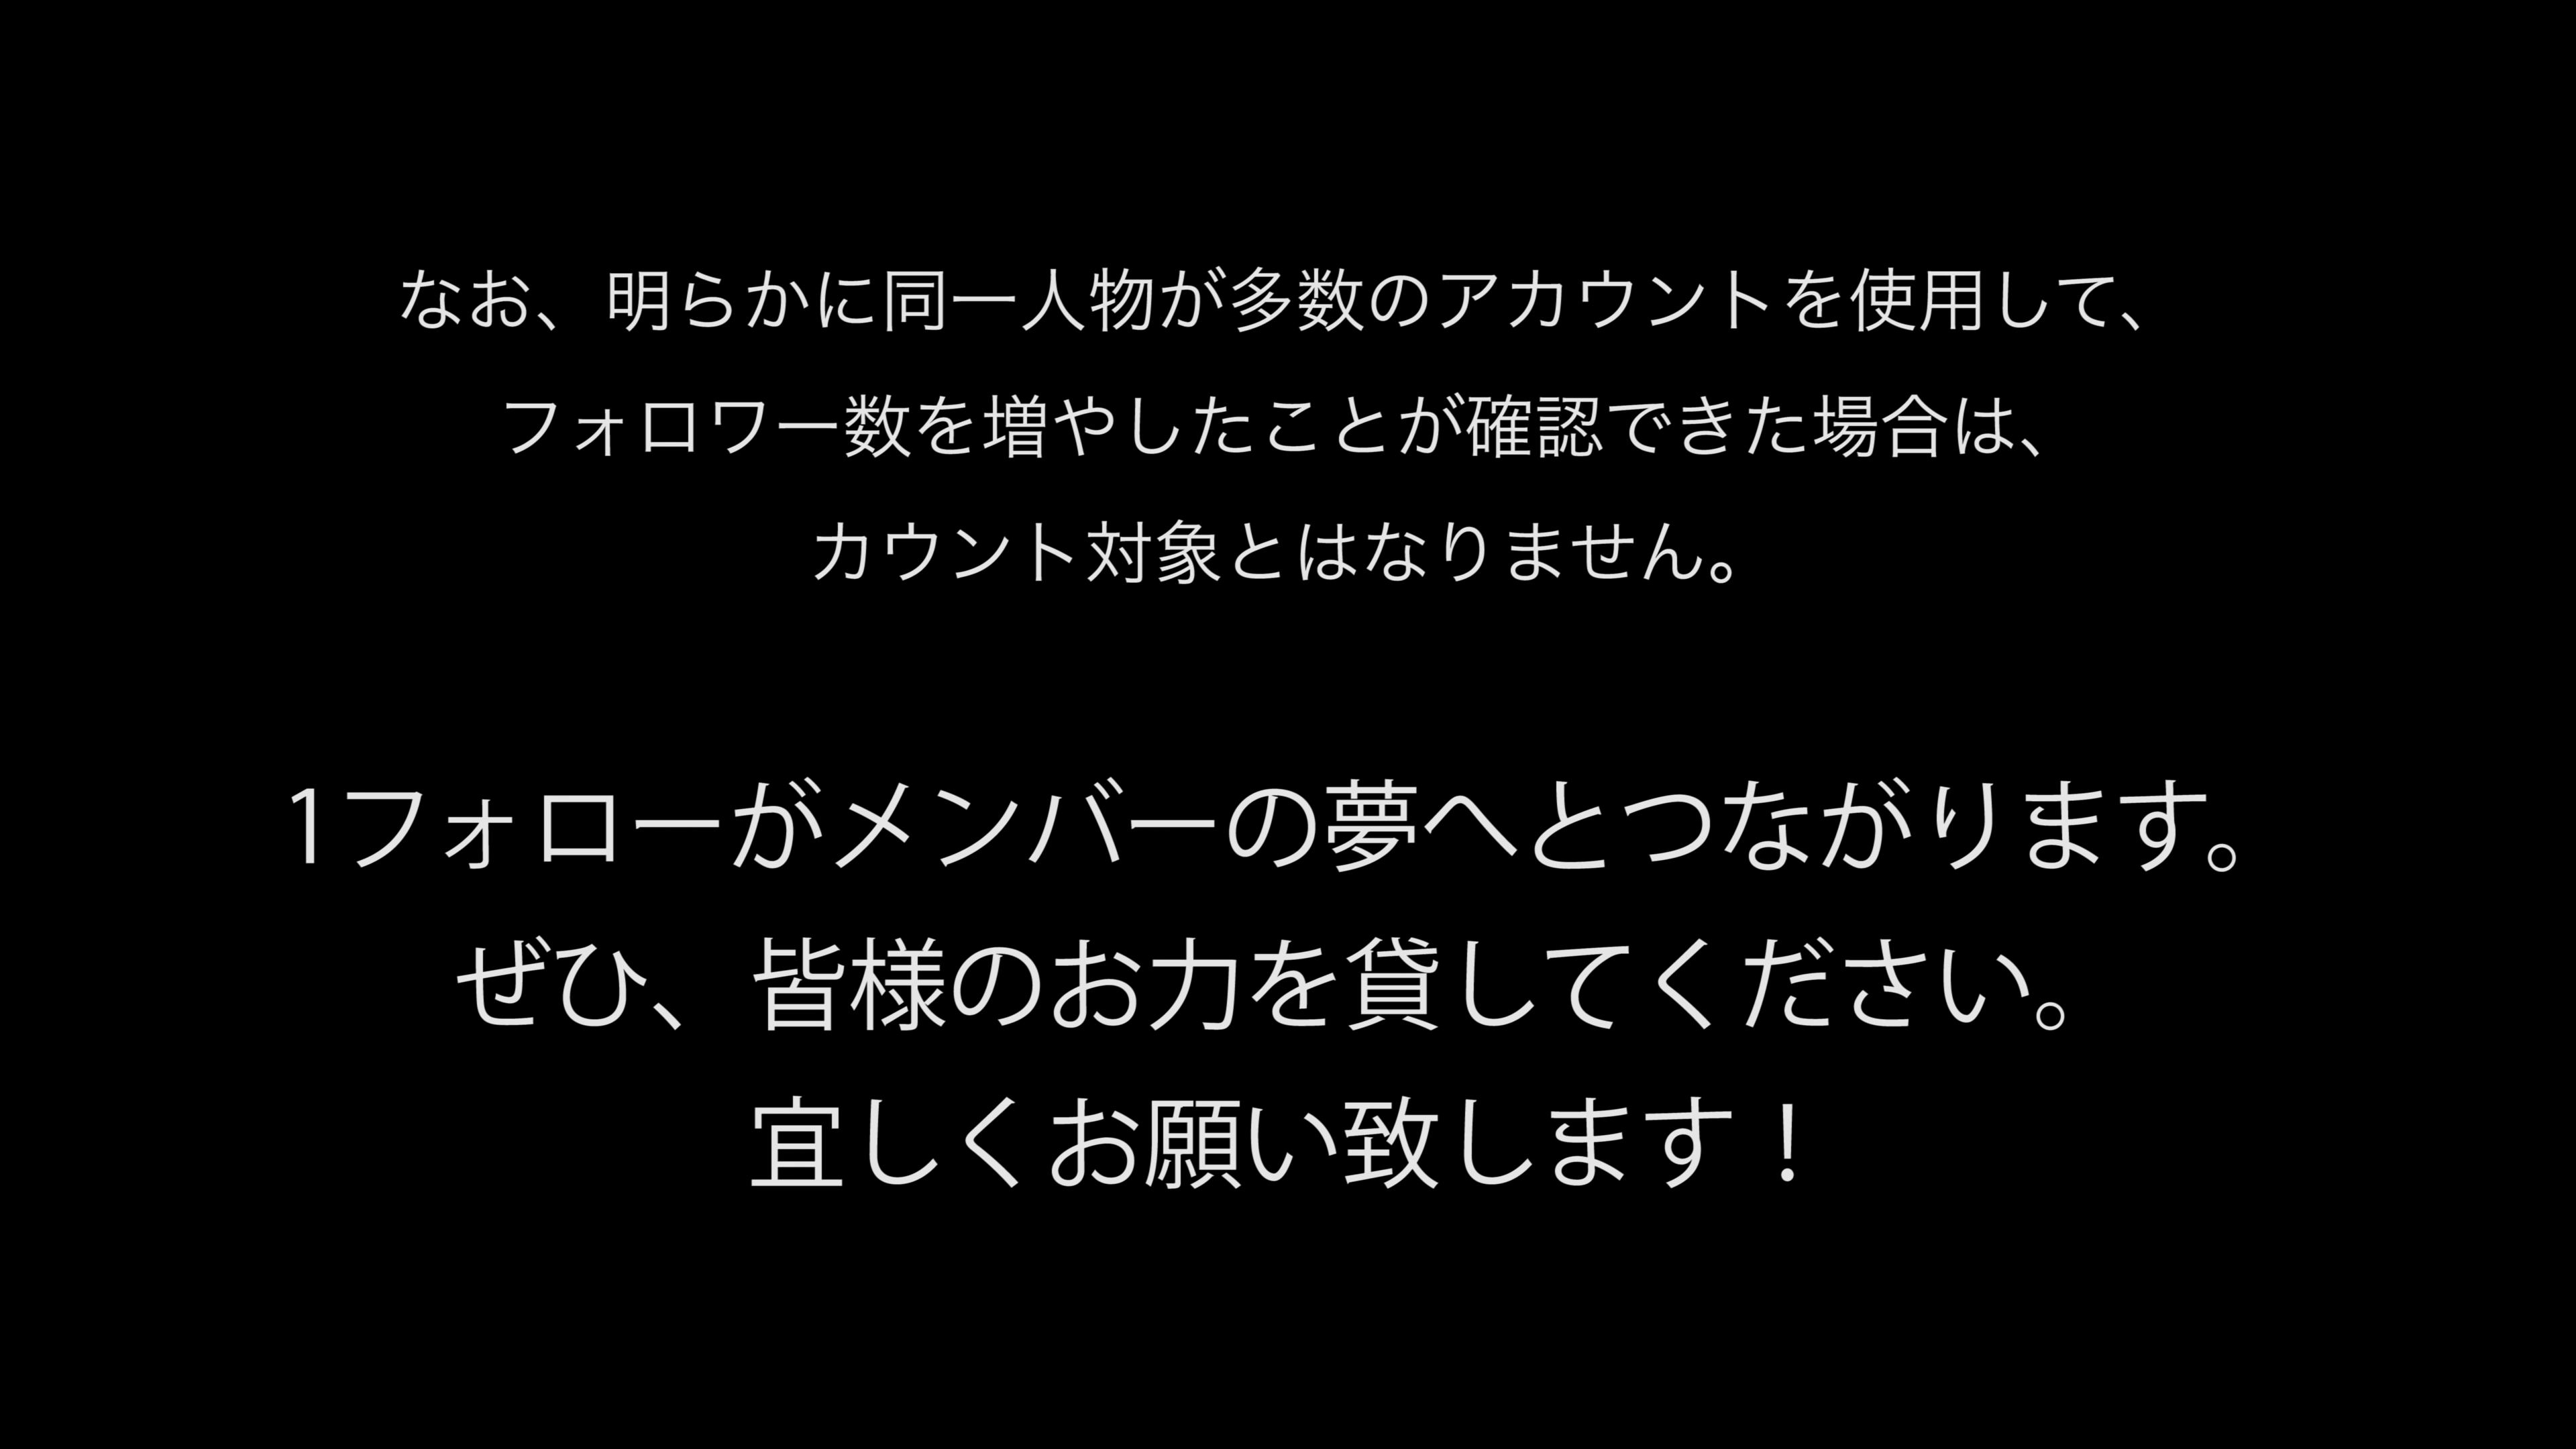 なお、明らかに同一人物が多数のアカウントを使用して、
フォロワー数を増やしたことが確認できた場合は、
カウント対象とはなりません。
1フォローがメンバーの夢へとつながります。
ぜひ、皆様のお力を貸してください。
宜しくお願い致します！